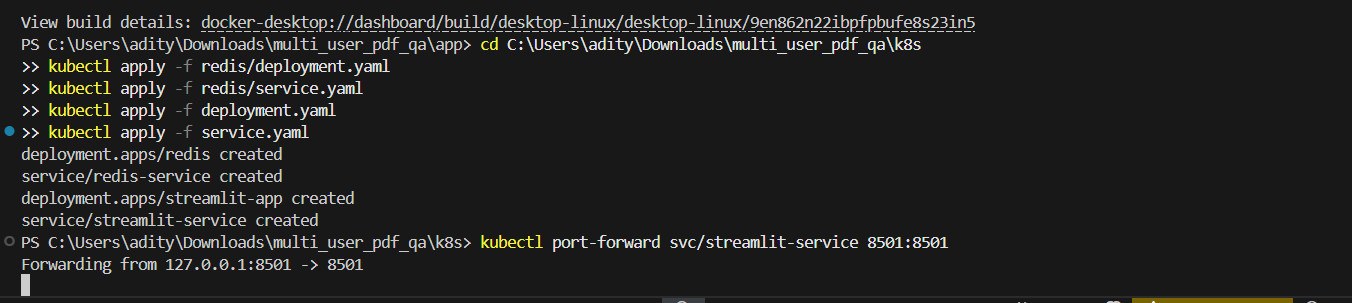 View build details: docker-desktop://dashboard/build/desktop-linux/desktop-linux/9en862n22ibpfpbufe8s23in5
PS C:\Users\adity\Downloads\multi_user_pdf_qa\app> cd C:\Users\adity\Downloads\multi_user_pdf_qa\k8s
>> kubectl apply -f redis/deployment.yaml
>> kubectl apply -f redis/service.yaml
>> kubectl apply -f deployment.yaml
>> kubectl apply -f service.yaml
deployment.apps/redis created
service/redis-service created
deployment.apps/streamlit-app created
service/streamlit-service created
PS C:\Users\adity\Downloads\multi_user_pdf_qa\k8s> kubectl port-forward svc/streamlit-service 8501:8501
Forwarding from 127.0.0.1:8501 -> 8501